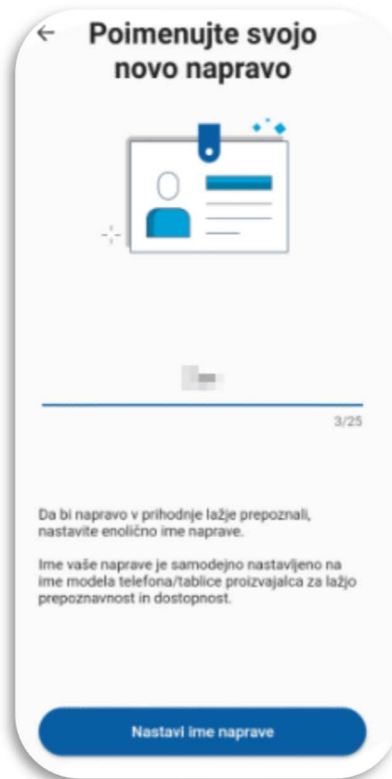 Poimenujte svojo
novo napravo
3/25
Da bi napravo v prihodnje lažje prepoznali,
nastavite enolično ime naprave.
Ime vaše naprave je samodejno nastavljeno na
ime modela telefona/tablice proizvajalca za lažjo
prepoznavnost in dostopnost.
Nastavi ime naprave